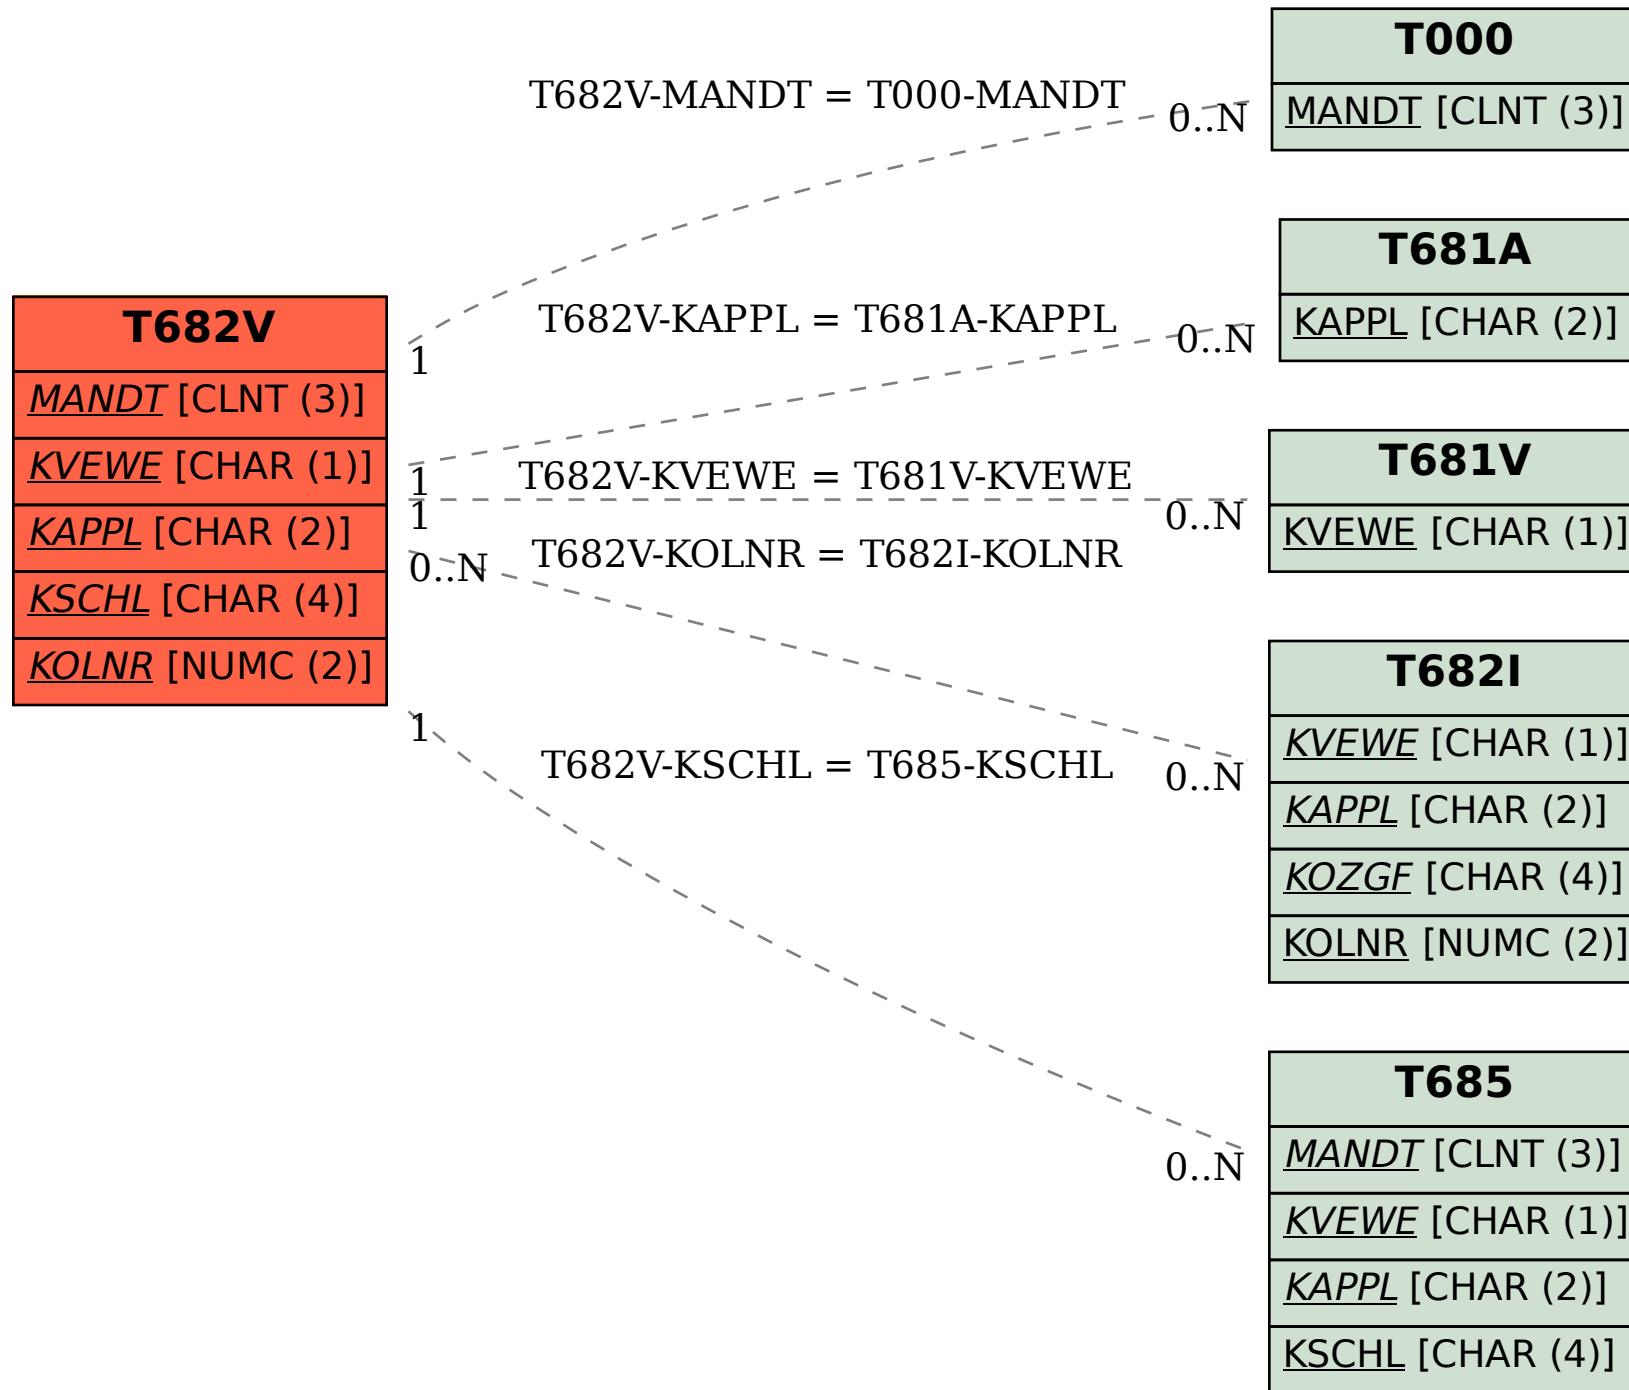 T682V
MANDT [CLNT (3)]
KVEWE [CHAR (1)]
KAPPL [CHAR (2)]
KSCHL [CHAR (4)]
KOLNR [NUMC (2)]
T682V-MANDT = T000-MANDT
0..N
1
T682V-KAPPL = T681A-KAPPL
0..N
1
T682V-KVEWE = T681V-KVEWE
1
0..N
T682V-KOLNR = T682I-KOLNR
0..N
0..N
T682V-KSCHL = T685-KSCHL
1
0..N
T000
MANDT [CLNT (3)]
T681A
KAPPL [CHAR (2)]
T681V
KVEWE [CHAR (1)]
T682I
KVEWE [CHAR (1)]
KAPPL [CHAR (2)]
KOZGF [CHAR (4)]
KOLNR [NUMC (2)]
T685
MANDT [CLNT (3)]
KVEWE [CHAR (1)]
KAPPL [CHAR (2)]
KSCHL [CHAR (4)]